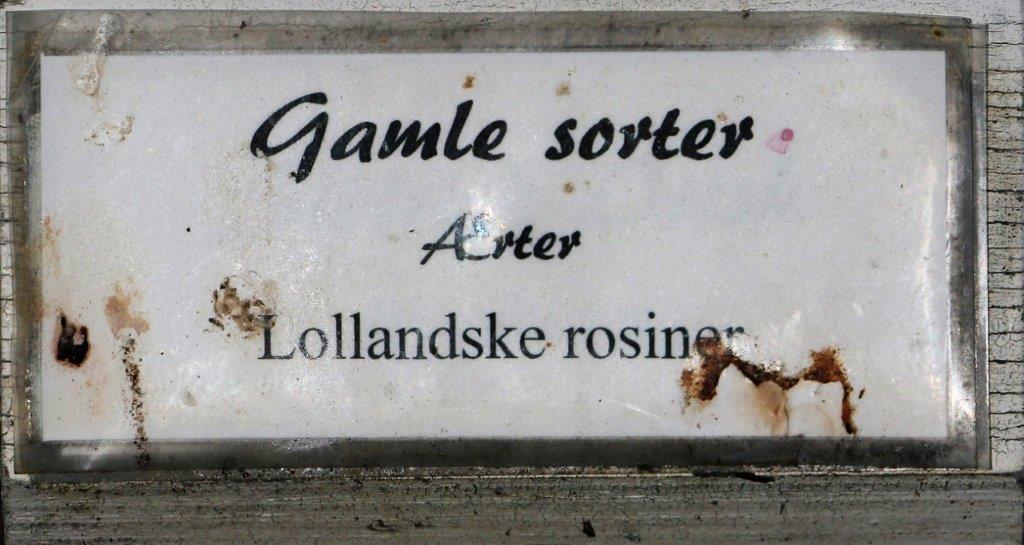 Gamle sorter
Ærter
Lollandske rosiner